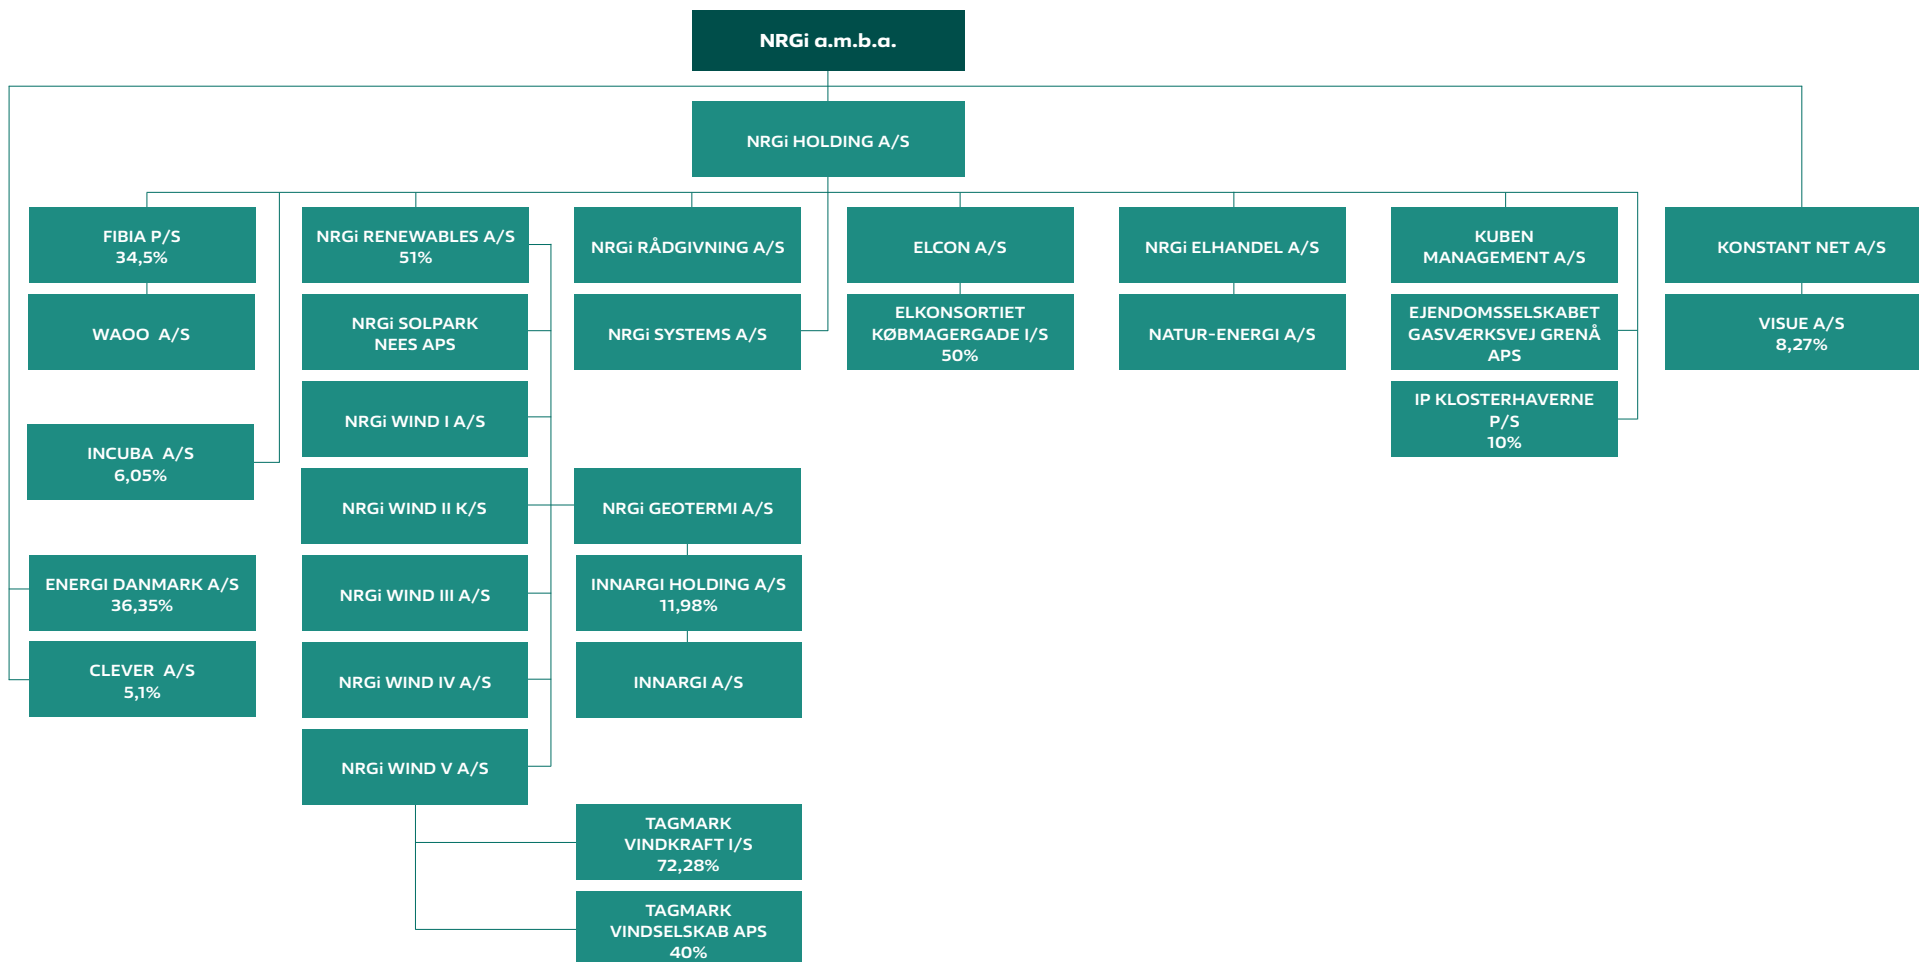 NRGi a.m.b.a.
NRGi HOLDING A/S
FIBIA P/S
34,5%
WAOO A/S
INCUBA A/S
6,05%
ENERGI DANMARK A/S
36,35%
CLEVER A/S
5,1%
NRGi RENEWABLES A/S
51%
NRGi SOLPARK
NEES APS
NRGi WIND I A/S
NRGi WIND II K/S
NRGi WIND III A/S
NRGi WIND IV A/S
NRGi WIND V A/S
NRGi RÅDGIVNING A/S
NRGi SYSTEMS A/S
NRGi GEOTERMI A/S
INNARGI HOLDING A/S
11,98%
INNARGI A/S
TAGMARK
VINDKRAFT I/S
72,28%
TAGMARK
VINDSELSKAB APS
40%
ELCON A/S
ELKONSORTIET
KØBMAGERGADE I/S
50%
NRGi ELHANDEL A/S
NATUR-ENERGI A/S
KUBEN
MANAGEMENT A/S
EJENDOMSSELSKABET
GASVÆRKSVEJ GRENÅ
APS
IP KLOSTERHAVERNE
P/S
10%
KONSTANT NET A/S
VISUE A/S
8,27%